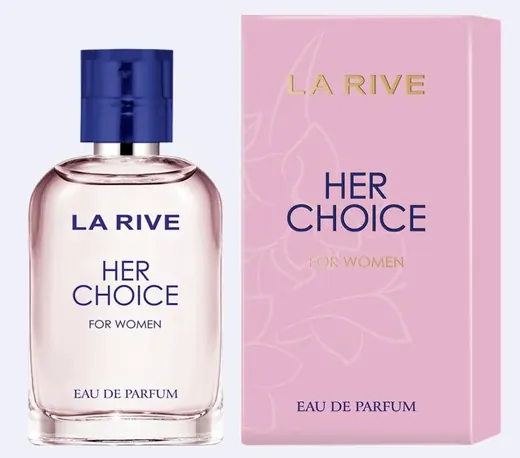 LA RIVE
HER
CHOICE
FOR WOMEN
EAU DE PARFUM
LA RIVE
HER
CHOICE
FOR WOMEN
EAU DE PARFUM